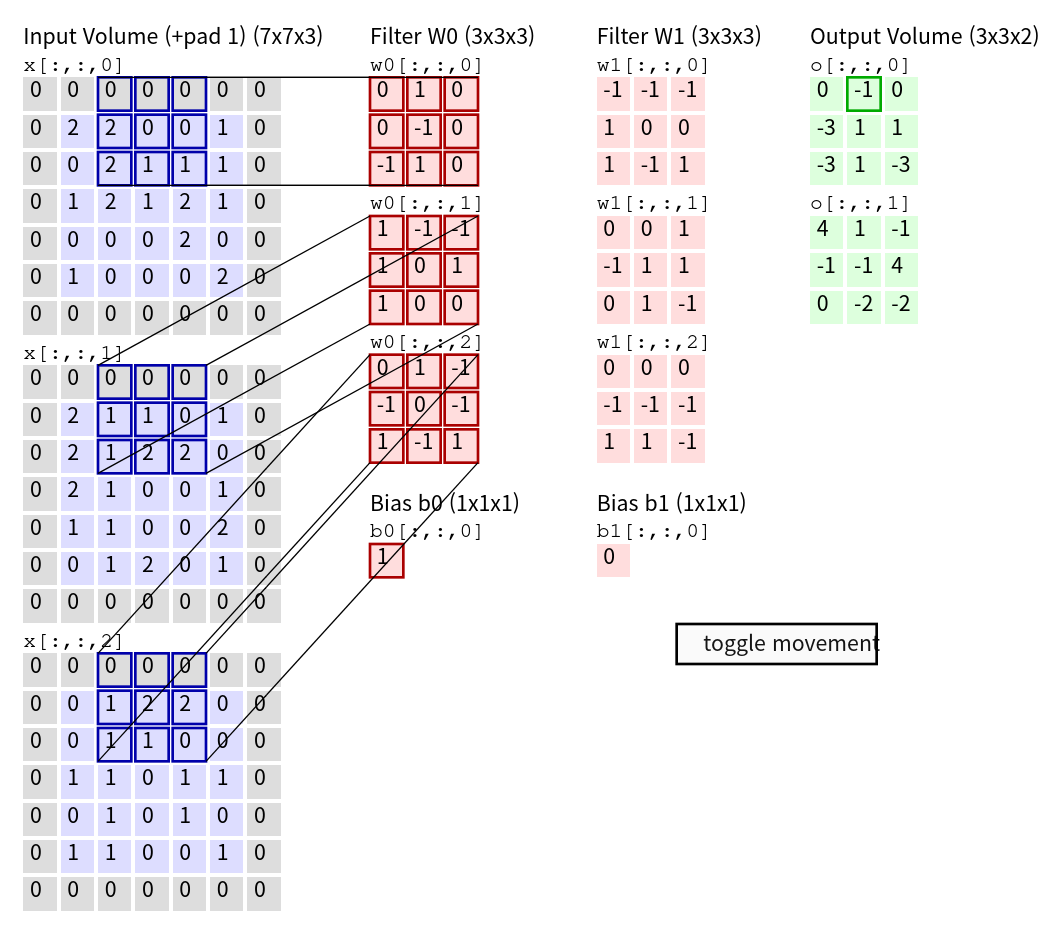 Input Volume (+pad 1) (7x7x3)
x[:,:,0]
0 0 0 0 0 0 0
0 2 2 0 0 1 0
0 0 2 1 1 1 0
0 1 2 1 2 1 0
0 0 0 0 2 0 0
0 1 0 0 0 2 0
0 0 0 0 0 0 0
x[:,:,1]
0 0 0 0 0 0 0
0 2 1 1 0 1 0
0 2 1 2 2 0 0
0 2 1 0 0 1 0
0 1 1 0 0 2 0
0 0 1 2 0 1 0
0 0 0 0 0 0 0
x[:,:,2]
0 0 0 0 0 0 0
0 0 1 2 2 0 0
0 0 1 1 0 0 0
0 1 1 0 1 1 0
0 0 1 0 1 0 0
0 1 1 0 0 1 0
0 0 0 0 0 0 0
Filter W0 (3x3x3)
w0[:,:,0]
0 1 0
0 -1 0
-1 1 0
w0[:,:,1]
1 -1 -1
1 0 1
1 0 0
w0[:,:,2]
0 1 -1
-1 0 -1
1 -1 1
Bias b0 (1x1x1)
b0[:,:,0]
1
Filter W1 (3x3x3)
w1[:,:,0]
-1 -1 -1
1 0 0
1 -1 1
w1[:,:,1]
0 0 1
-1 1 1
0 1 -1
w1[:,:,2]
0 0 0
-1 -1 -1
1 1 -1
Bias b1 (1x1x1)
b1[:,:,0]
0
Output Volume (3x3x2)
o[:,:,0]
0 -1 0
-3 1 1
-3 1 -3
o[:,:,1]
4 1 -1
-1 -1 4
0 -2 -2
toggle movement